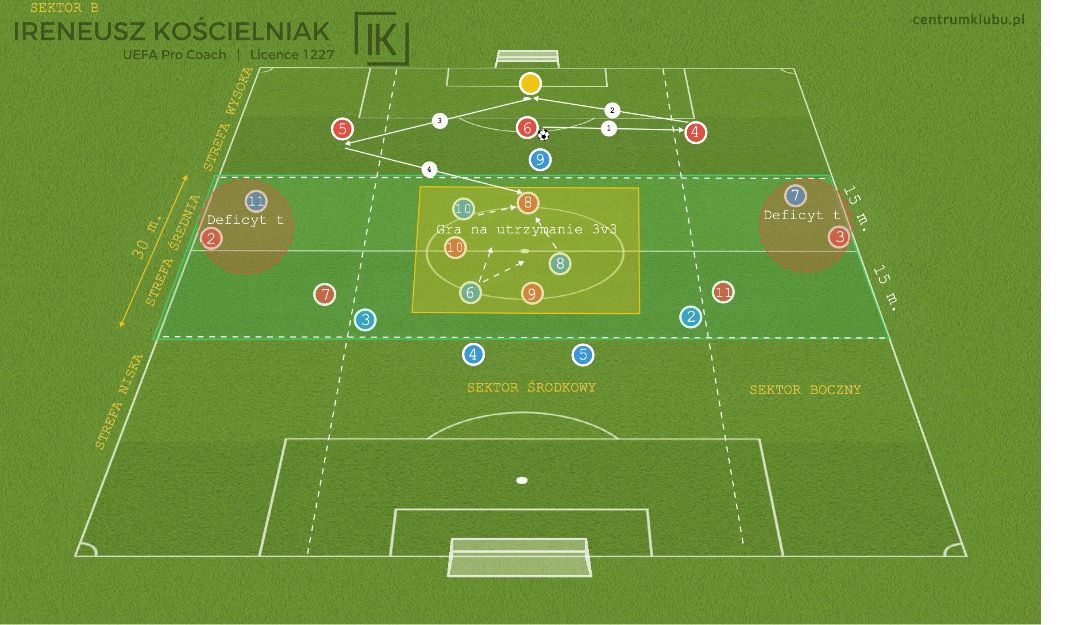 SEKTOR B
IRENEUSZ KOŚCIELNIAK
UEFA Pro Coach | Licence 1227
IK
centrumklubu.pl
STREFA WYSOKA
5
3
6
1
2
4
4
9
30 m.
STREFA ŚREDNIA
11
Deficyt t
2
10
8
Gra na utrzymanie 3v3
10
8
6
9
7
Deficyt t
3
15 m.
15 m.
7
3
11
2
4
5
STREFA NISKA
SEKTOR ŚRODKOWY
SEKTOR BOCZNY